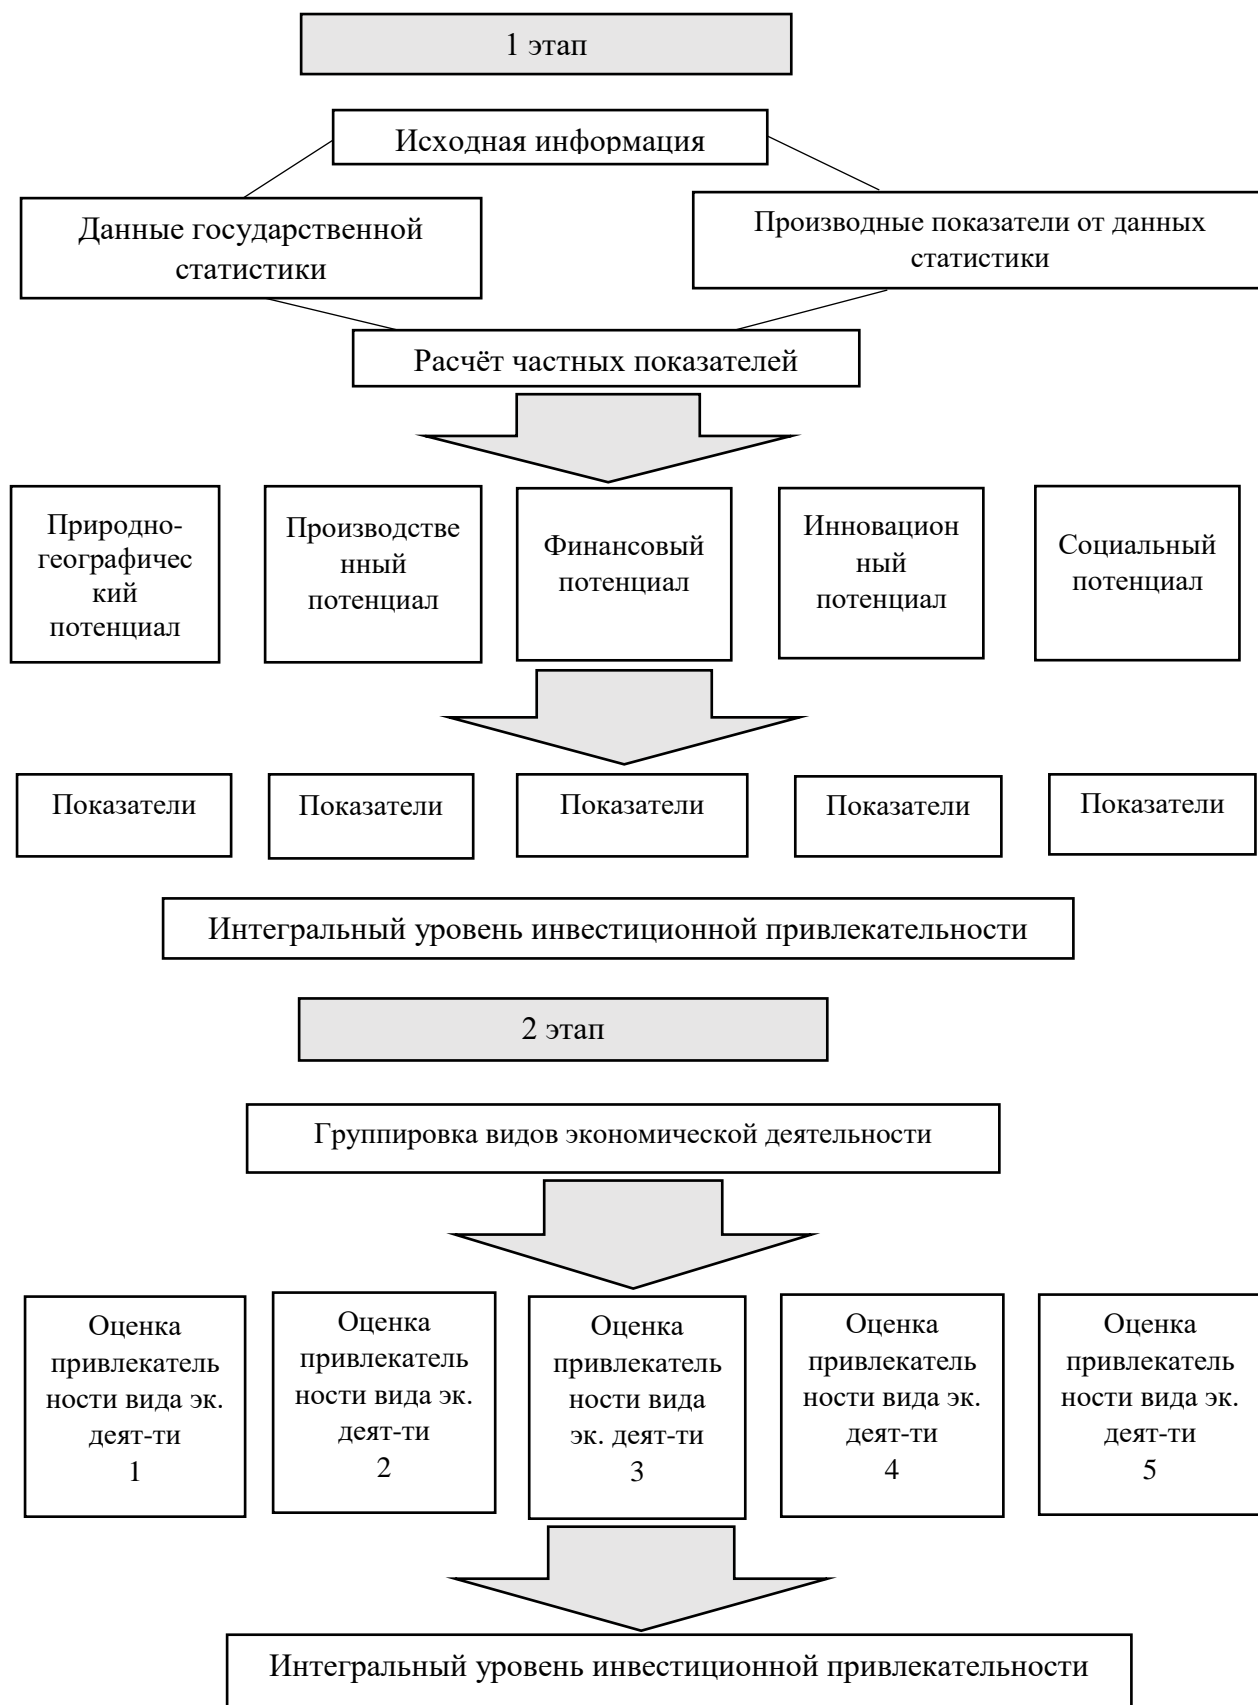 1 этап
Исходная информация
Данные государственной
статистики
Производные показатели от данных
статистики
Расчёт частных показателей
Природно-
географичес
кий
потенциал
Производстве
нный
потенциал
Финансовый
потенциал
Инновацион
ный
потенциал
Социальный
потенциал
Показатели
Показатели
Показатели
Показатели
Показатели
Интегральный уровень инвестиционной привлекательности
2 этап
Группировка видов экономической деятельности
Оценка
привлекатель
ности вида эк.
деят-ти
1
Оценка
привлекатель
ности вида эк.
деят-ти
2
Оценка
привлекатель
ности вида
эк. деят-ти
3
Оценка
привлекатель
ности вида эк.
деят-ти
4
Оценка
привлекатель
ности вида эк.
деят-ти
5
Интегральный уровень инвестиционной привлекательности